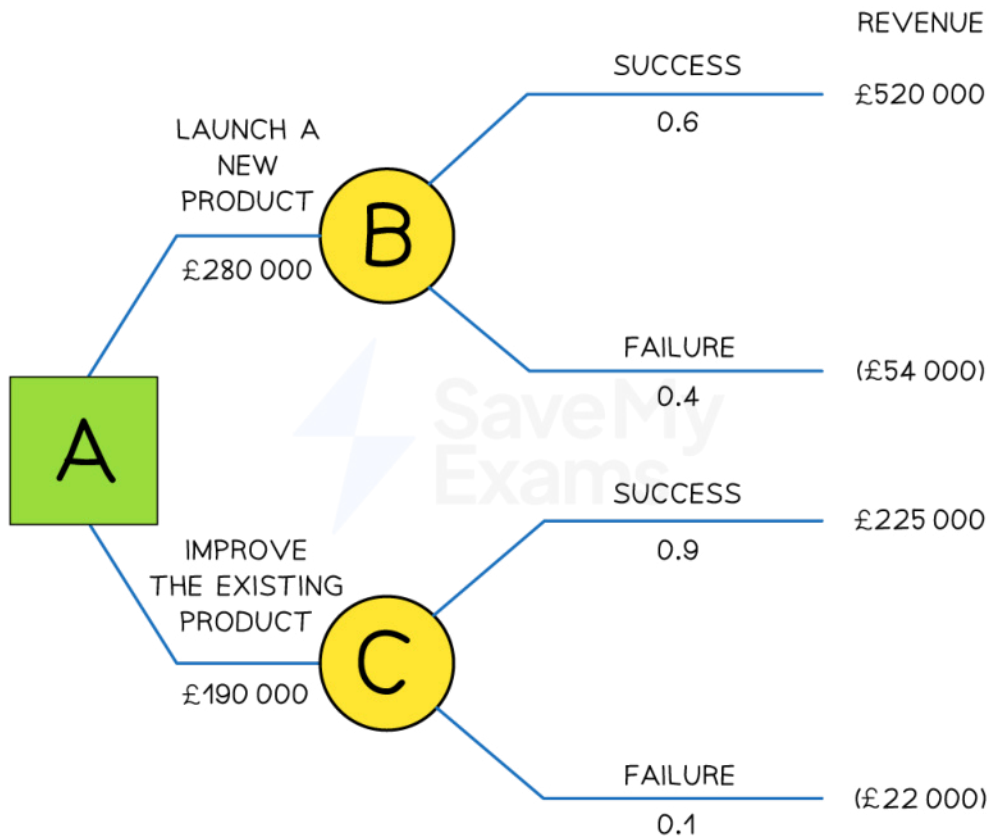 REVENUE
SUCCESS
£520 000
0.6
LAUNCH A
NEW
PRODUCT
B
£280 000
FAILURE
(£54 000)
0.4
SaveMy
Exams
A
SUCCESS
£225 000
0.9
IMPROVE
THE EXISTING
PRODUCT
C
£190 000
FAILURE
(£22 000)
0.1